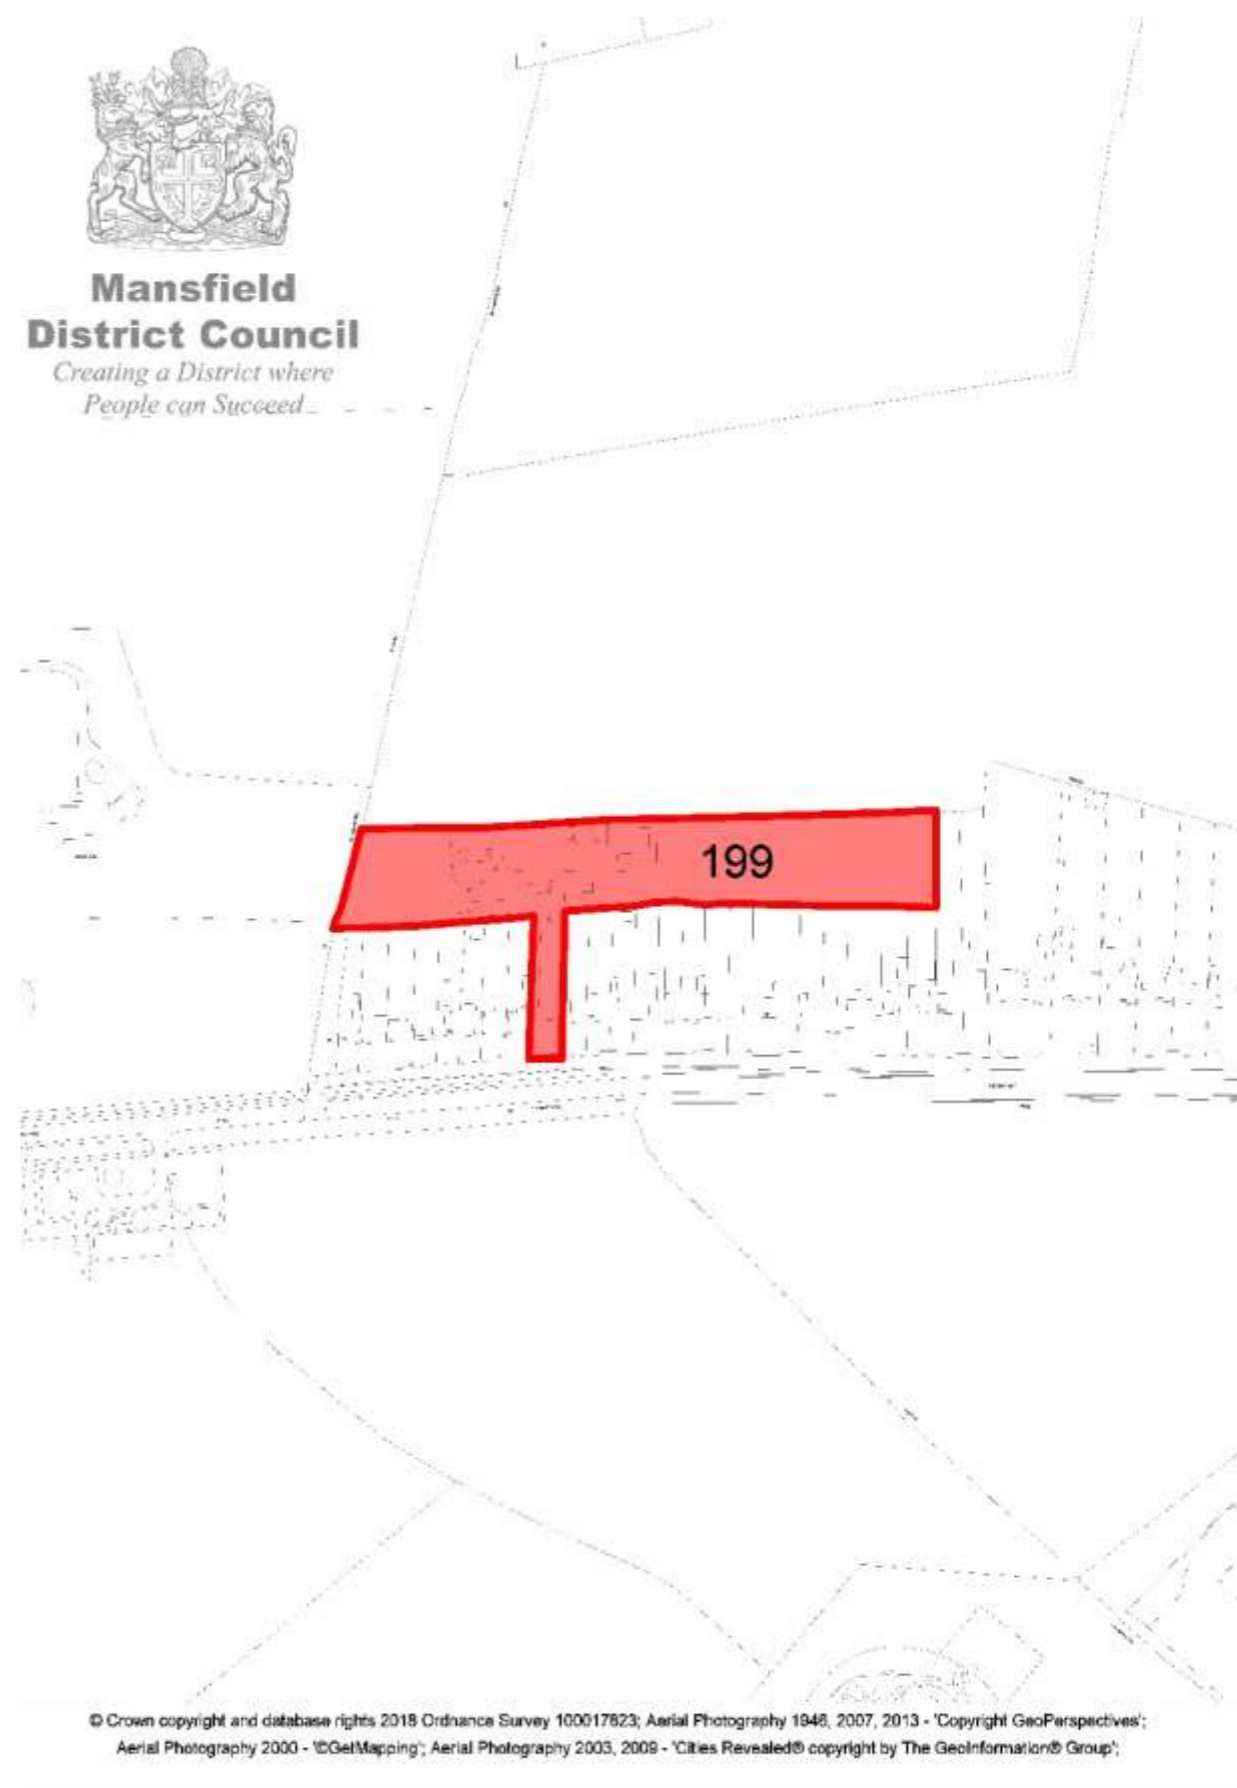 Mansfield
District Council
Creating a District where
People can Succeed
199
© Crown copyright and database rights 2018 Ordnance Survey 100017823; Aerial Photography 1946, 2007, 2013 - 'Copyright GeoPerspectives';
Aerial Photography 2000 - '©GetMapping'; Aerial Photography 2003, 2009 - 'Cities Revealed® copyright by The GeoInformation® Group';